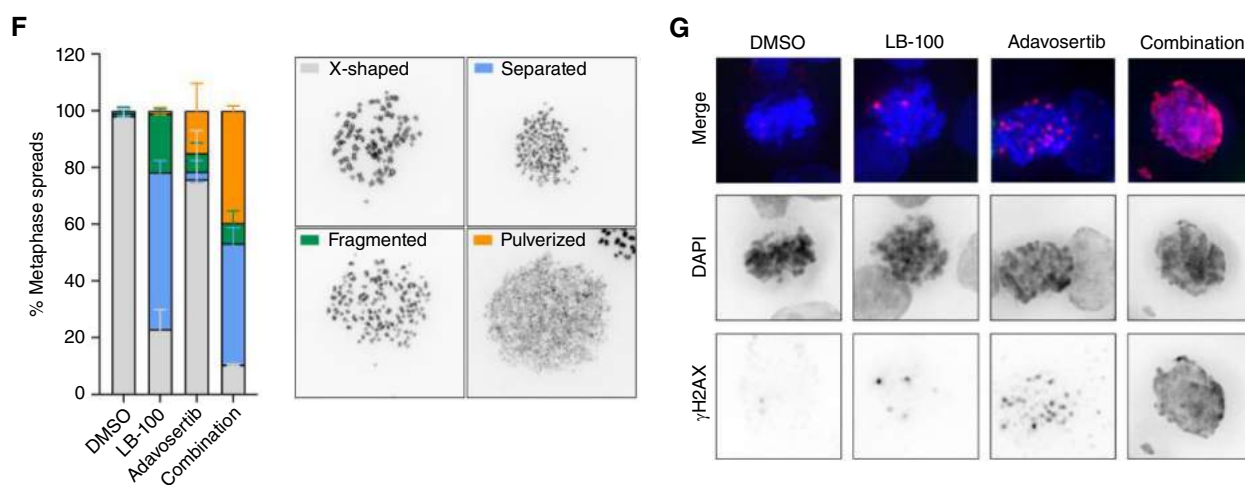 F
120
100
80
60
40
20
0
% Metaphase spreads
DMSO
LB-100
Adavosertib
Combination
X-shaped
Separated
Fragmented
Pulverized
G
DMSO
LB-100
Adavosertib
Combination
Merge
DAPI
γH2AX